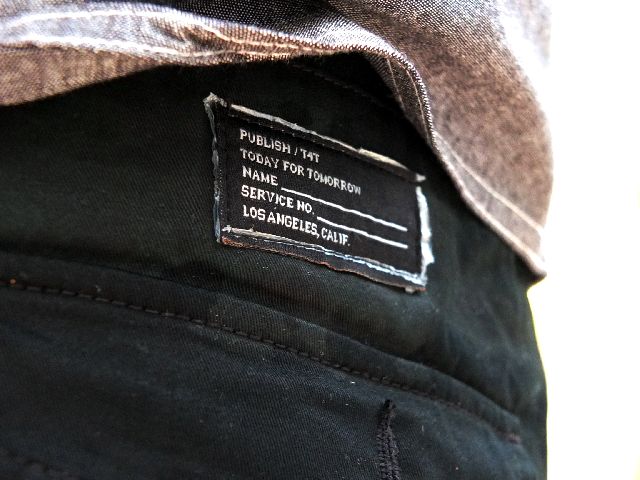 PUBLISH / T4T
TODAY FOR TOMORROW
NAME
SERVICE NO.
LOS ANGELES, CALIF.